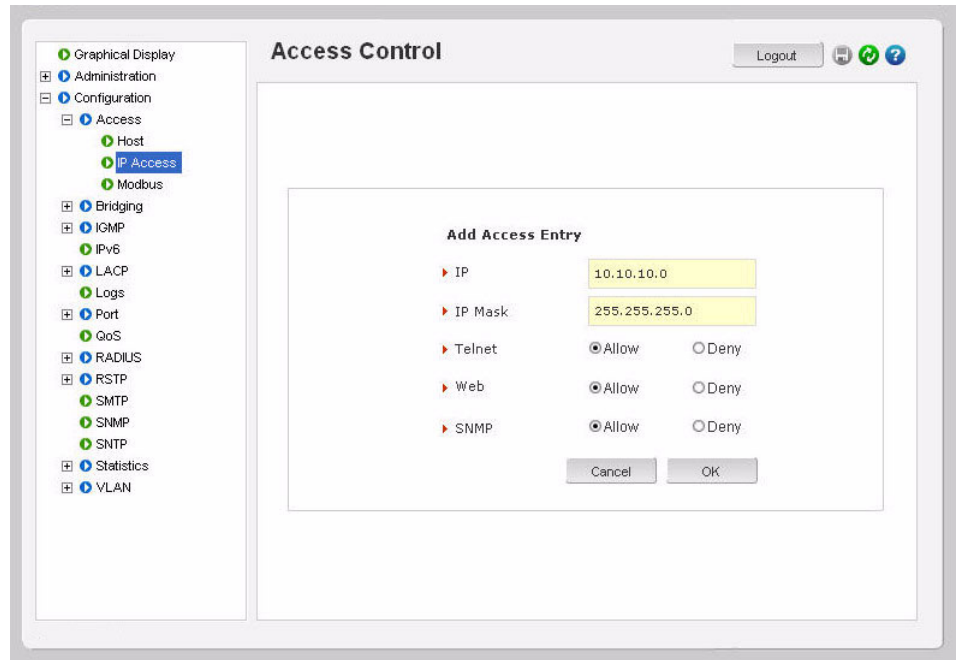 Access Control
Logout
Graphical Display
Administration
Configuration
Access
Host
IP Access
Modbus
Bridging
IGMP
IPv6
LACP
Logs
Port
QoS
RADIUS
RSTP
SMTP
SNMP
SNTP
Statistics
VLAN
Add Access Entry
IP 10.10.10.0
IP Mask 255.255.255.0
Telnet Allow Deny
Web Allow Deny
SNMP Allow Deny
Cancel OK